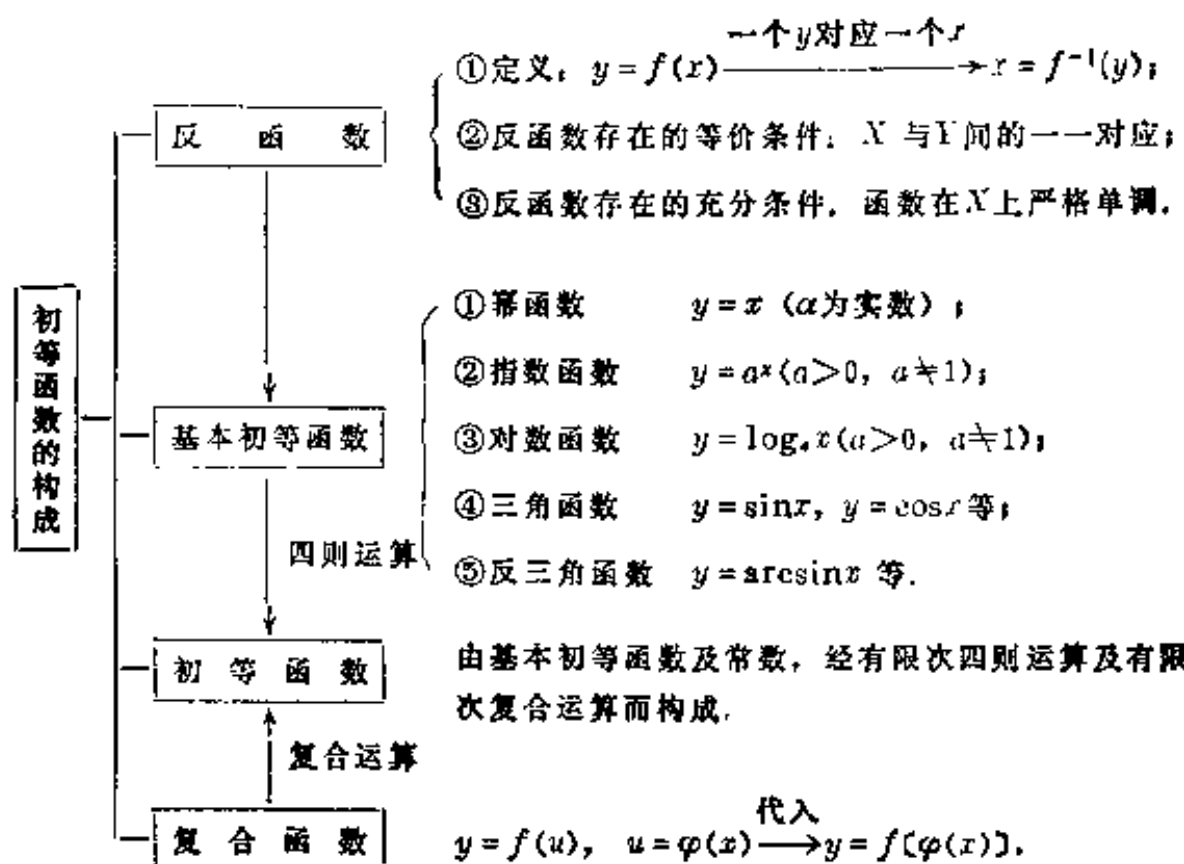 一个y对应一个x
①定义：y=f(x)⟶x=f⁻¹(y)；
反函数
②反函数存在的等价条件：X与Y间的一一对应；
③反函数存在的充分条件．函数在X上严格单调．
初等函数的构成
①幂函数 y=x（α为实数）；
②指数函数 y=aˣ(a>0, a≠1)；
基本初等函数
③对数函数 y=logₐx(a>0, a≠1)；
④三角函数 y=sinx, y=cosx等；
四则运算
⑤反三角函数 y=arcsinx 等．
初等函数
由基本初等函数及常数，经有限次四则运算及有限
次复合运算而构成．
复合运算
代入
复合函数
y=f(u), u=φ(x)⟶y=f[φ(x)]．